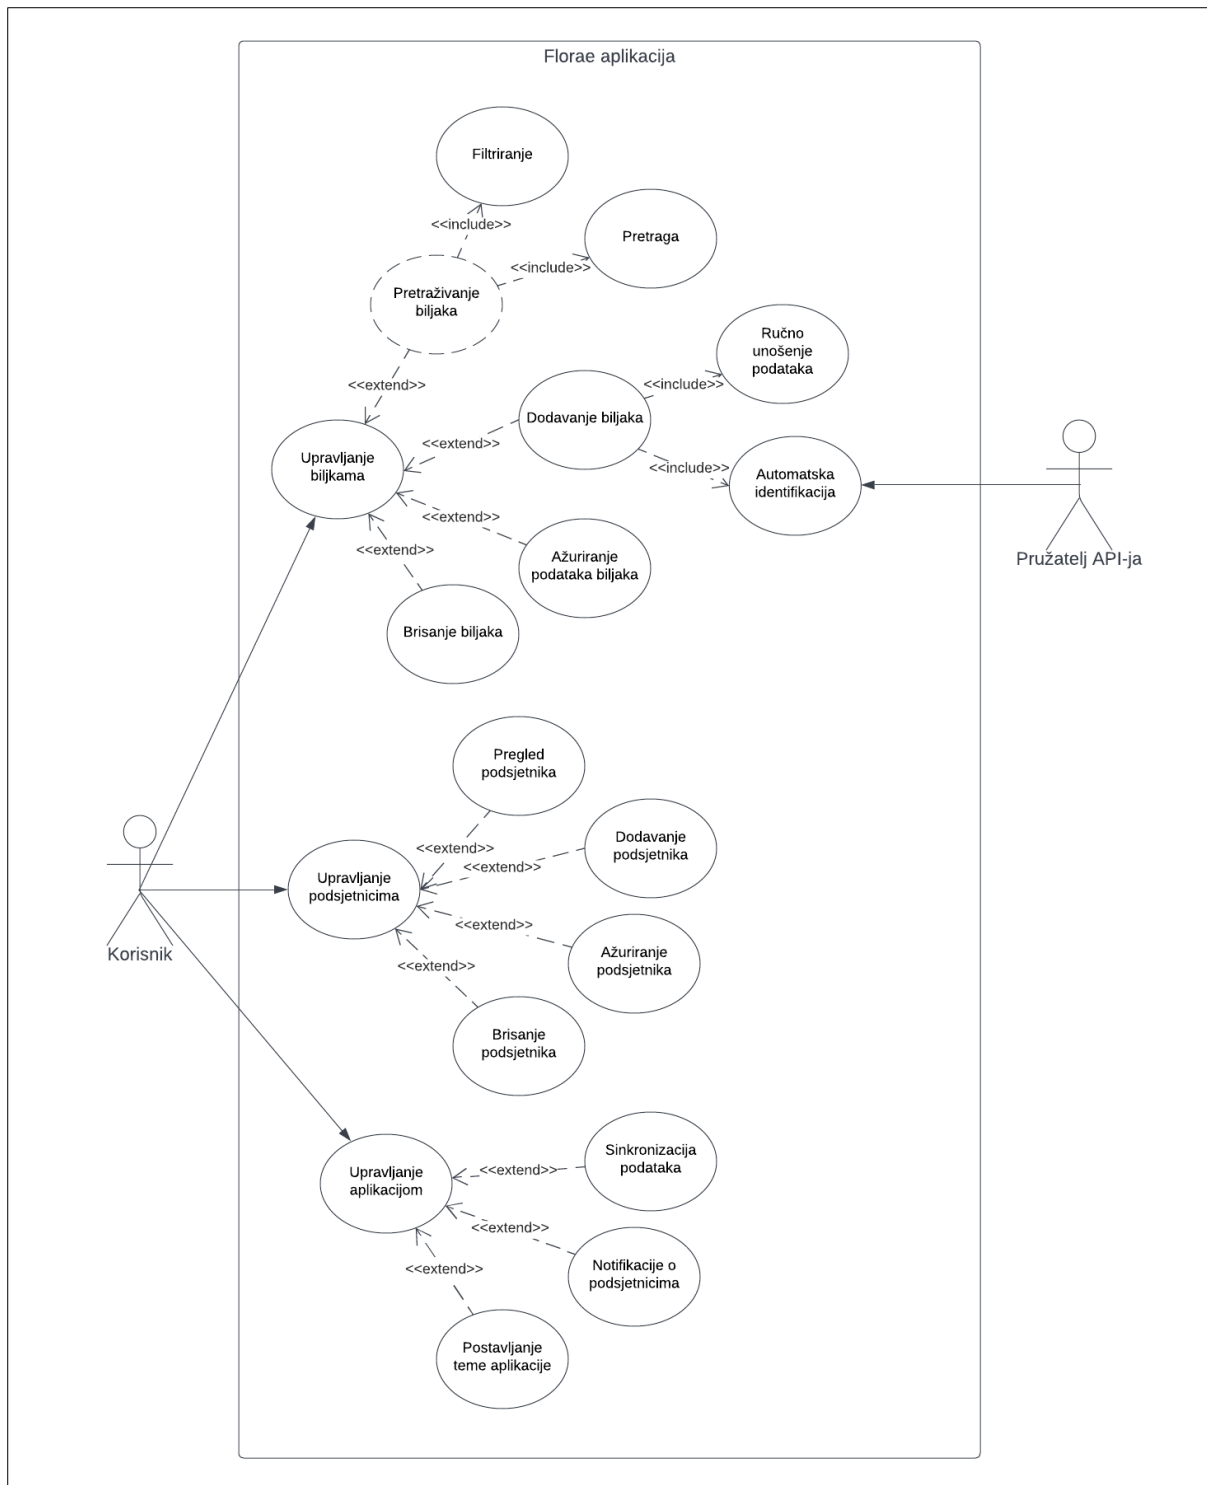 Florae aplikacija
Filtriranje
<<include>>
Pretraga
<<include>>
Pretraživanje
biljaka
Ručno
unošenje
podataka
<<extend>>
<<include>>
Dodavanje biljaka
<<extend>>
Upravljanje
biljkama
<<include>>
Automatska
identifikacija
<<extend>>
<<extend>>
Ažuriranje
podataka biljaka
Pružatelj API-ja
Brisanje biljaka
Pregled
podsjetnika
<<extend>>
Dodavanje
podsjetnika
<<extend>>
Upravljanje
podsjetnicima
<<extend>>
Ažuriranje
podsjetnika
Korisnik
<<extend>>
Brisanje
podsjetnika
Sinkronizacija
podataka
<<extend>>
Upravljanje
aplikacijom
<<extend>>
Notifikacije o
podsjetnicima
<<extend>>
Postavljanje
teme aplikacije